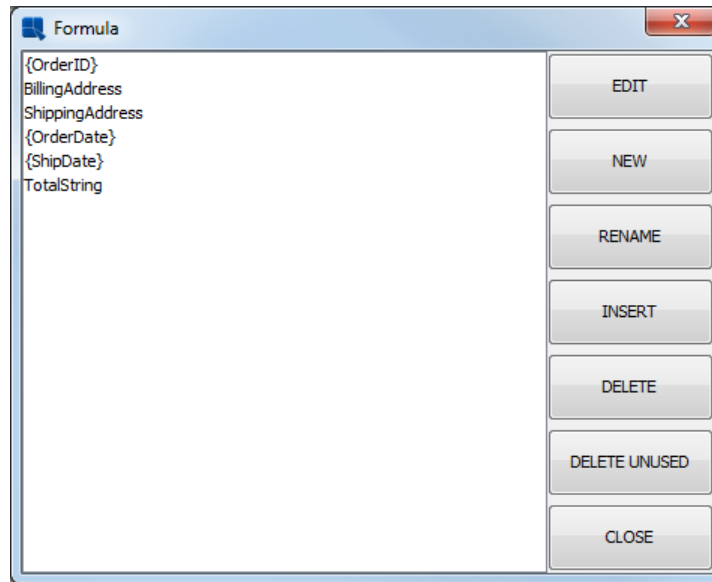 Formula
{OrderID}
BillingAddress
ShippingAddress
{OrderDate}
{ShipDate}
TotalString
EDIT
NEW
RENAME
INSERT
DELETE
DELETE UNUSED
CLOSE